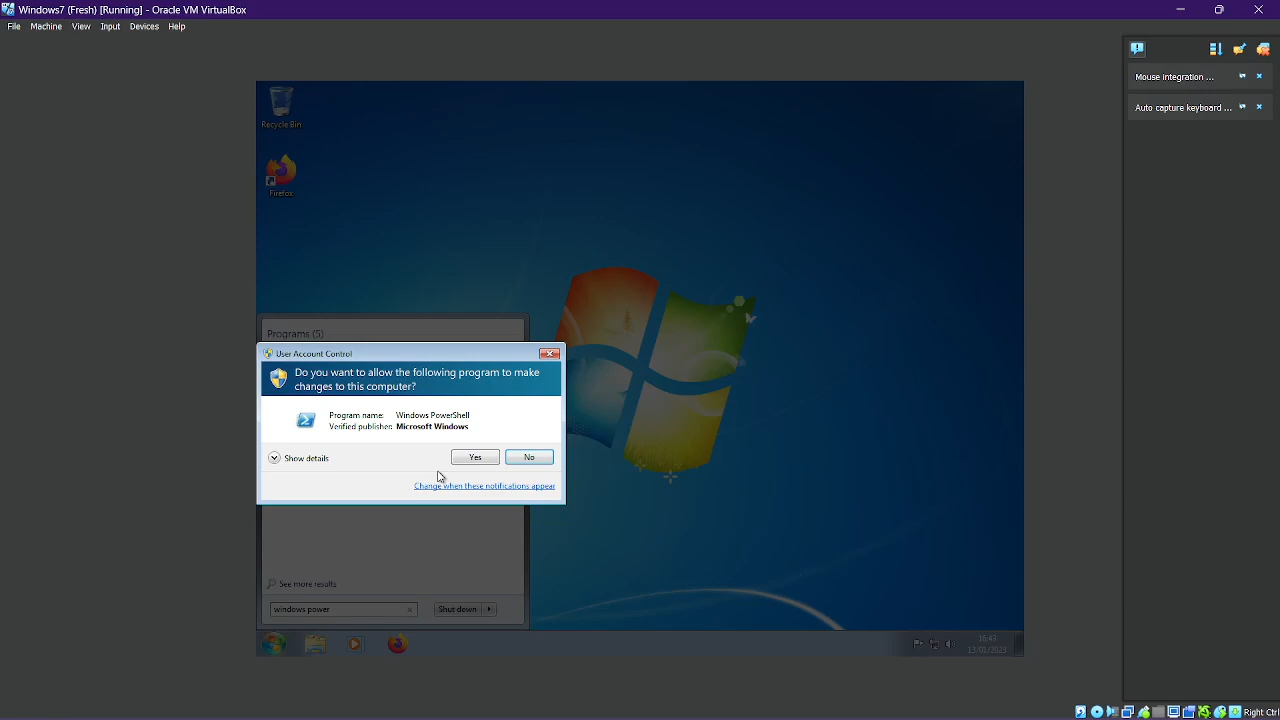 Windows7 (Fresh) [Running] - Oracle VM VirtualBox
File Machine View Input Devices Help
Mouse integration ...
Auto capture keyboard ...
Recycle Bin
Firefox
Programs (5)
User Account Control
Do you want to allow the following program to make
changes to this computer?
Program name: Windows PowerShell
Verified publisher: Microsoft Windows
Show details
Yes
No
Change when these notifications appear
See more results
windows power
Shut down
16:43
13/01/2023
Right Ctrl